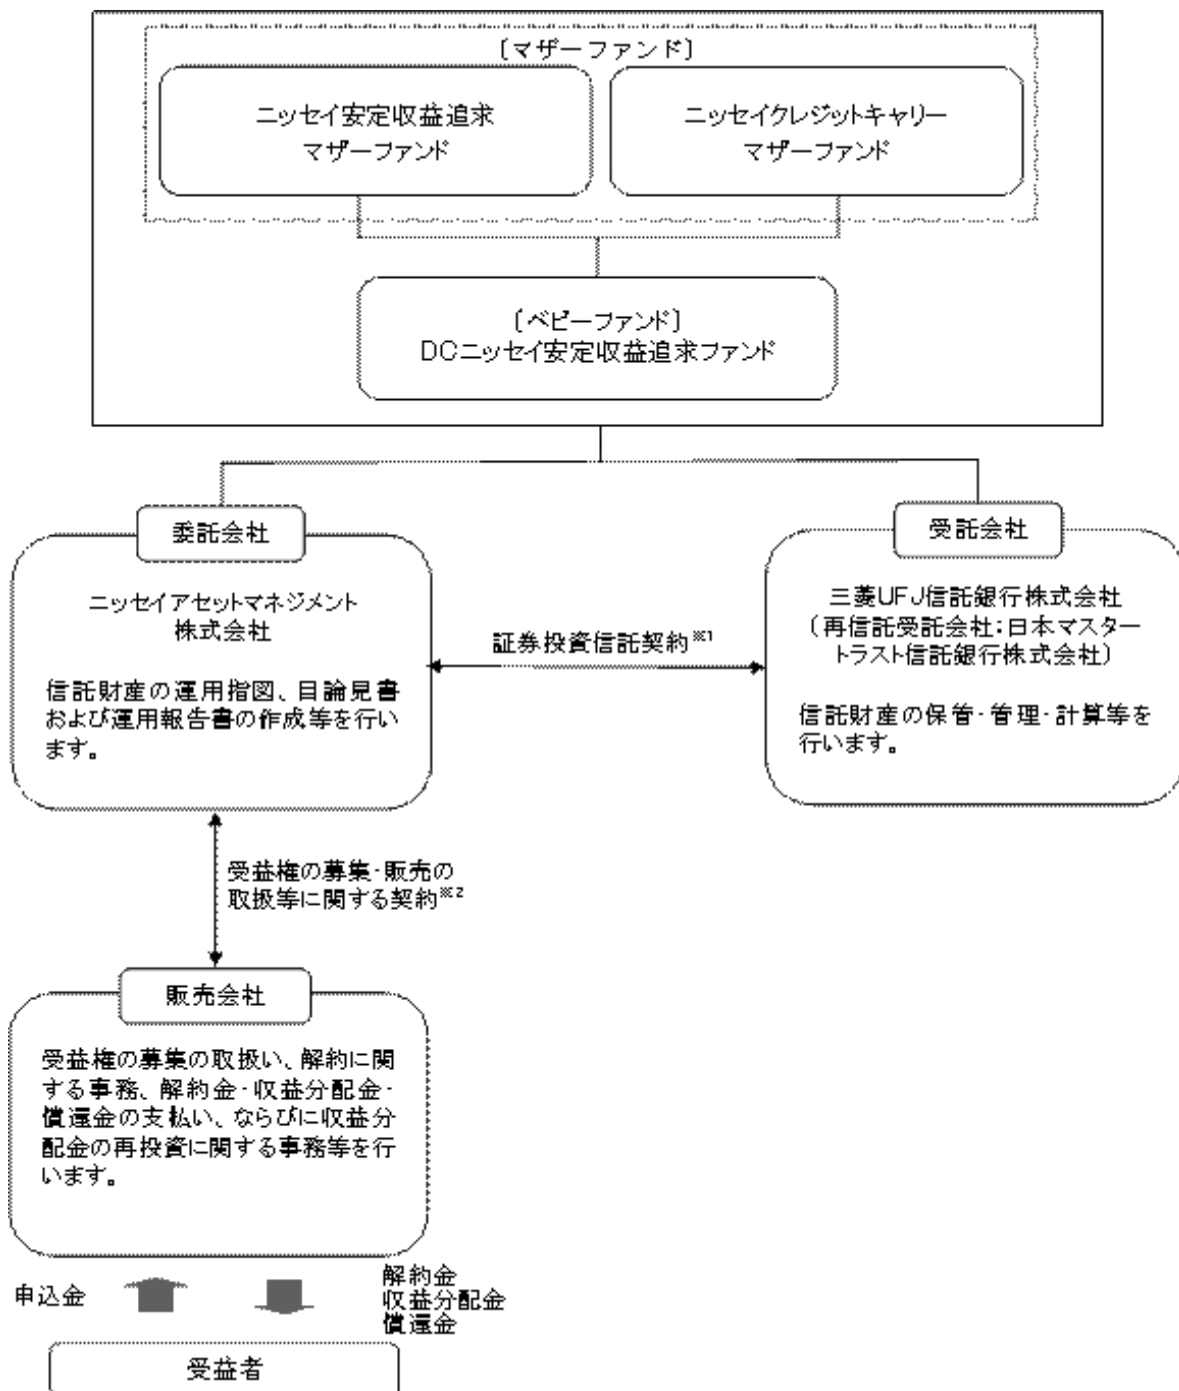 〔マザーファンド〕
ニッセイ安定収益追求
マザーファンド
ニッセイクレジットキャリー
マザーファンド
〔ベビーファンド〕
DCニッセイ安定収益追求ファンド
委託会社
ニッセイアセットマネジメント
株式会社
信託財産の運用指図、目論見書
および運用報告書の作成等を行い
ます。
証券投資信託契約※1
受託会社
三菱UFJ信託銀行株式会社
(再信託受託会社:日本マスター
トラスト信託銀行株式会社)
信託財産の保管・管理・計算等を
行います。
受益権の募集・販売の
取扱等に関する契約※2
販売会社
受益権の募集の取扱い、解約に関
する事務、解約金・収益分配金・
償還金の支払い、ならびに収益分
配金の再投資に関する事務等を行
います。
申込金
解約金
収益分配金
償還金
受益者